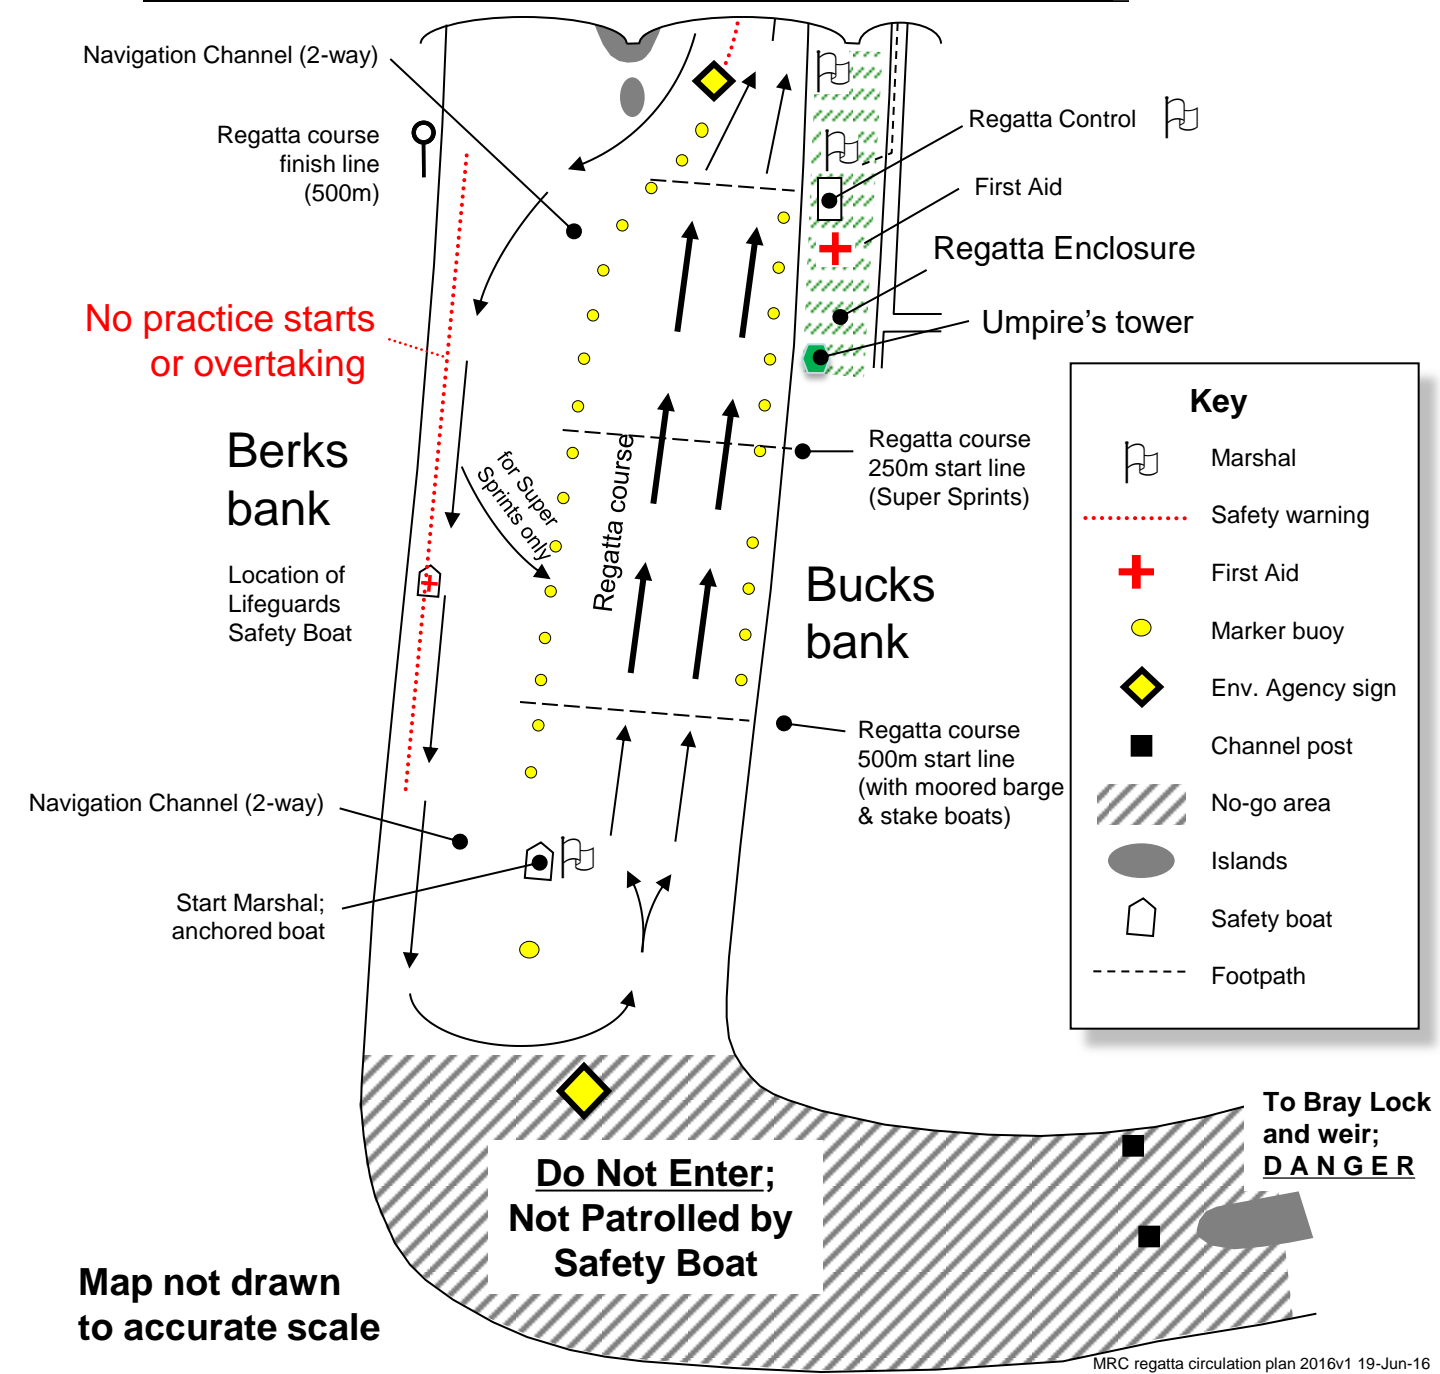 Navigation Channel (2-way)
Regatta course
finish line
(500m)
Regatta Control
First Aid
Regatta Enclosure
Umpire's tower
No practice starts
or overtaking
Berks
bank
Regatta course
250m start line
(Super Sprints)
for Super
Sprints only
Regatta course
Location of
Lifeguards
Safety Boat
Bucks
bank
Regatta course
500m start line
(with moored barge
& stake boats)
Navigation Channel (2-way)
Start Marshal;
anchored boat
Key
Marshal
Safety warning
First Aid
Marker buoy
Env. Agency sign
Channel post
No-go area
Islands
Safety boat
Footpath
To Bray Lock
and weir;
D A N G E R
Do Not Enter;
Not Patrolled by
Safety Boat
Map not drawn
to accurate scale
MRC regatta circulation plan 2016v1 19-Jun-16